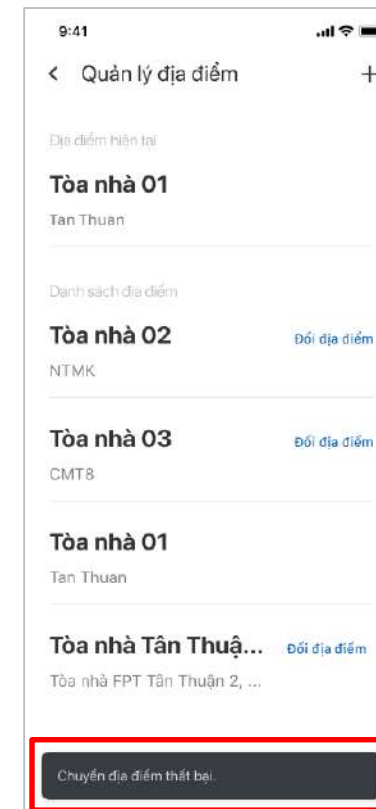 9:41
Quản lý địa điểm +
Địa điểm hiện tại
Tòa nhà 01
Tan Thuan
Danh sách địa điểm
Tòa nhà 02 Đổi địa điểm
NTMK
Tòa nhà 03 Đổi địa điểm
CMT8
Tòa nhà 01
Tan Thuan
Tòa nhà Tân Thuậ... Đổi địa điểm
Tòa nhà FPT Tân Thuận 2, ...
Chuyển địa điểm thất bại.